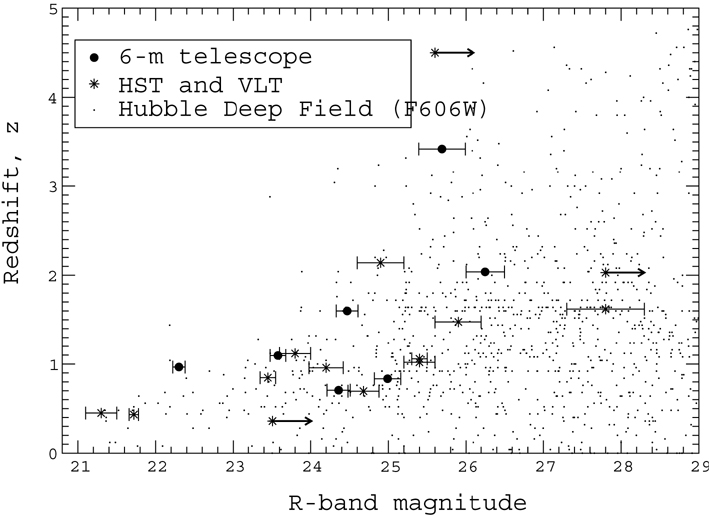 5
4
3
2
1
0
Redshift, z
6-m telescope
HST and VLT
Hubble Deep Field (F606W)
21 22 23 24 25 26 27 28 29
R-band magnitude